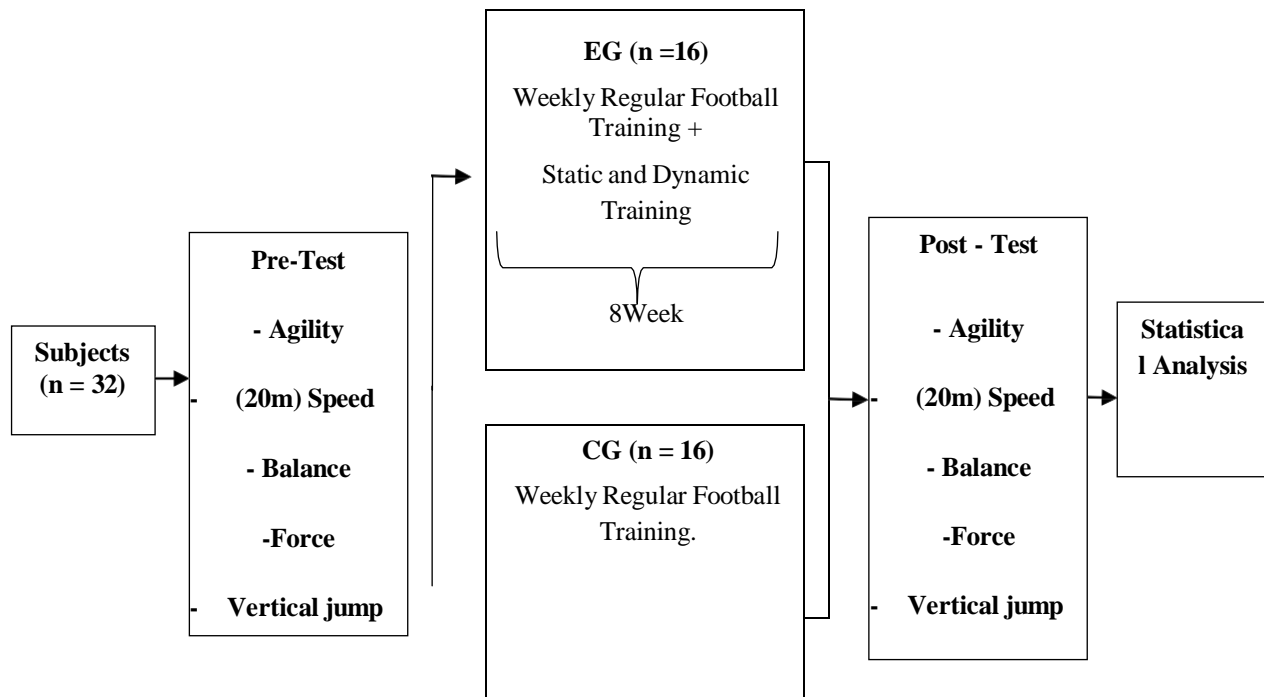 Subjects
(n = 32)
Pre-Test
- Agility
- (20m) Speed
- Balance
-Force
- Vertical jump
EG (n =16)
Weekly Regular Football
Training +
Static and Dynamic
Training
8Week
CG (n = 16)
Weekly Regular Football
Training.
Post - Test
- Agility
- (20m) Speed
- Balance
-Force
- Vertical jump
Statistica
l Analysis